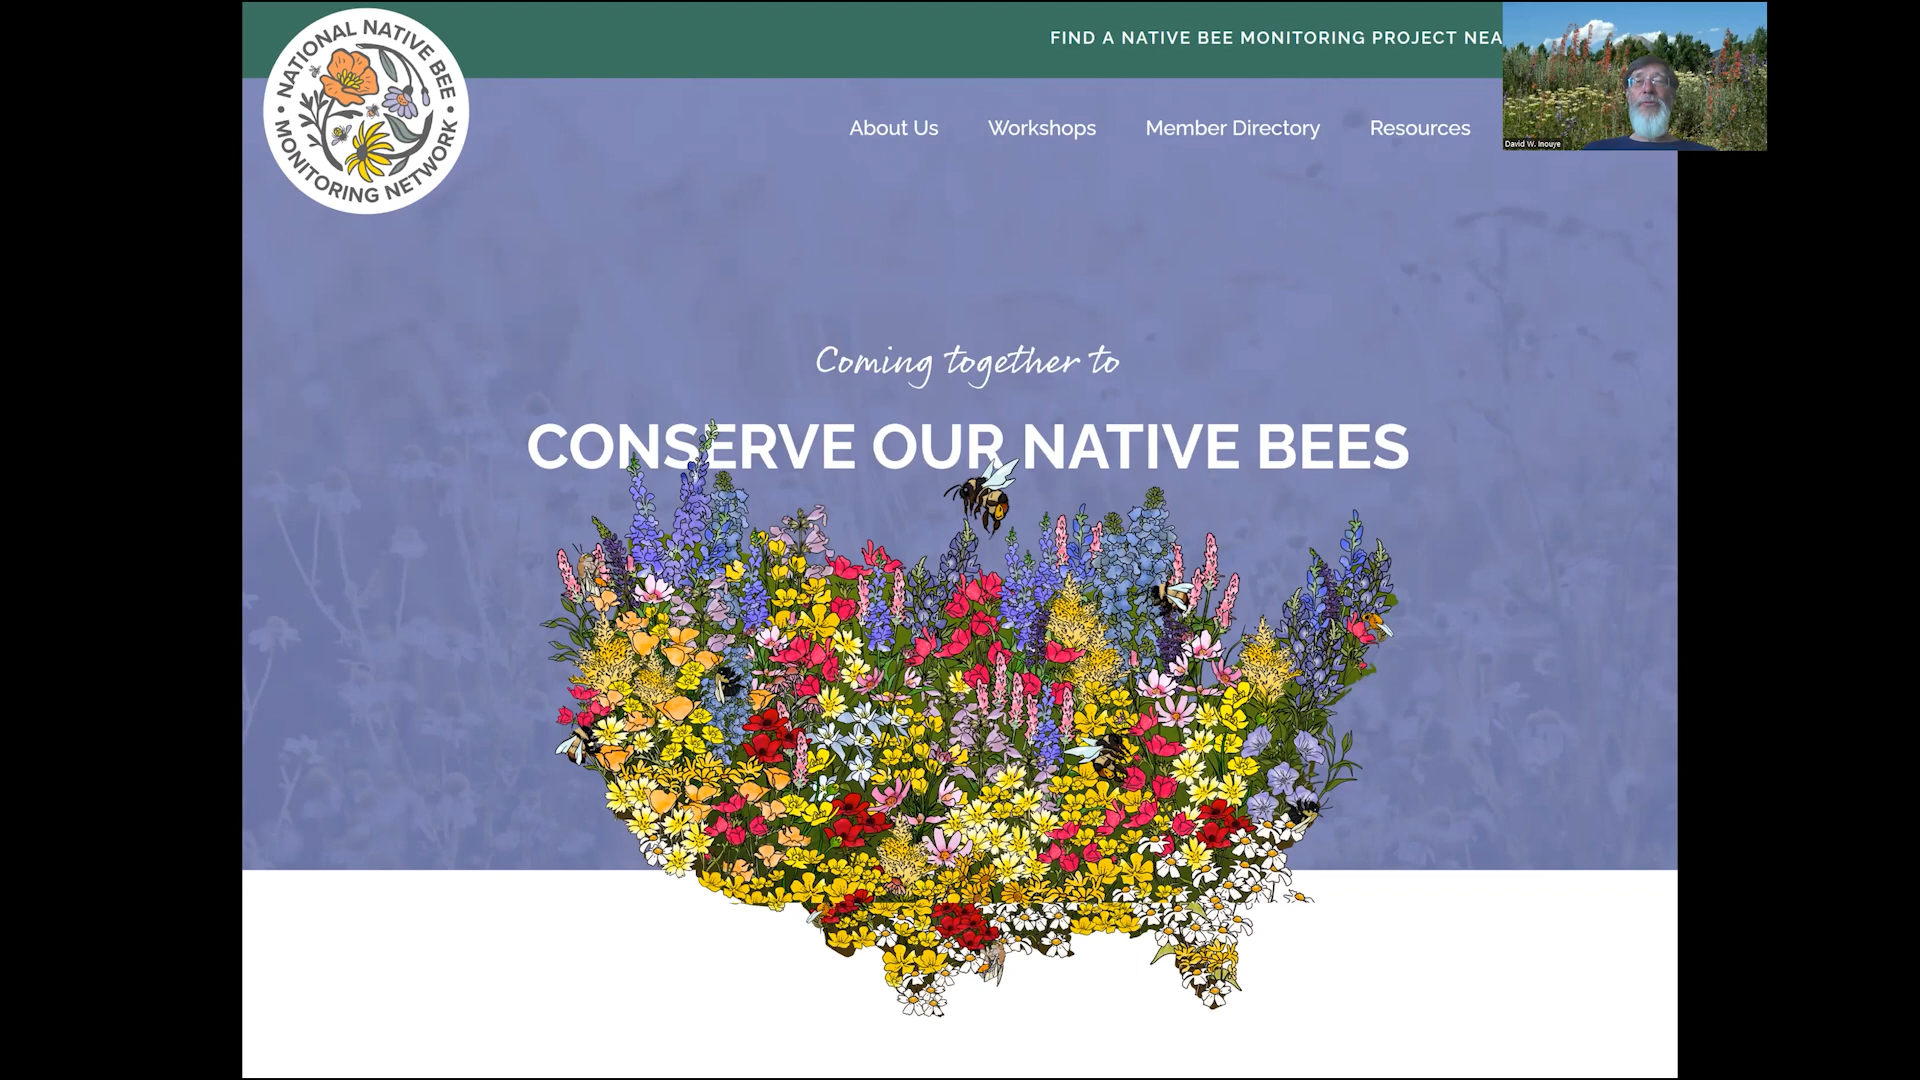 NATIONAL NATIVE BEE
MONITORING NETWORK
FIND A NATIVE BEE MONITORING PROJECT NEA
David W. Inouye
About Us
Workshops
Member Directory
Resources
Coming together to
CONSERVE OUR NATIVE BEES